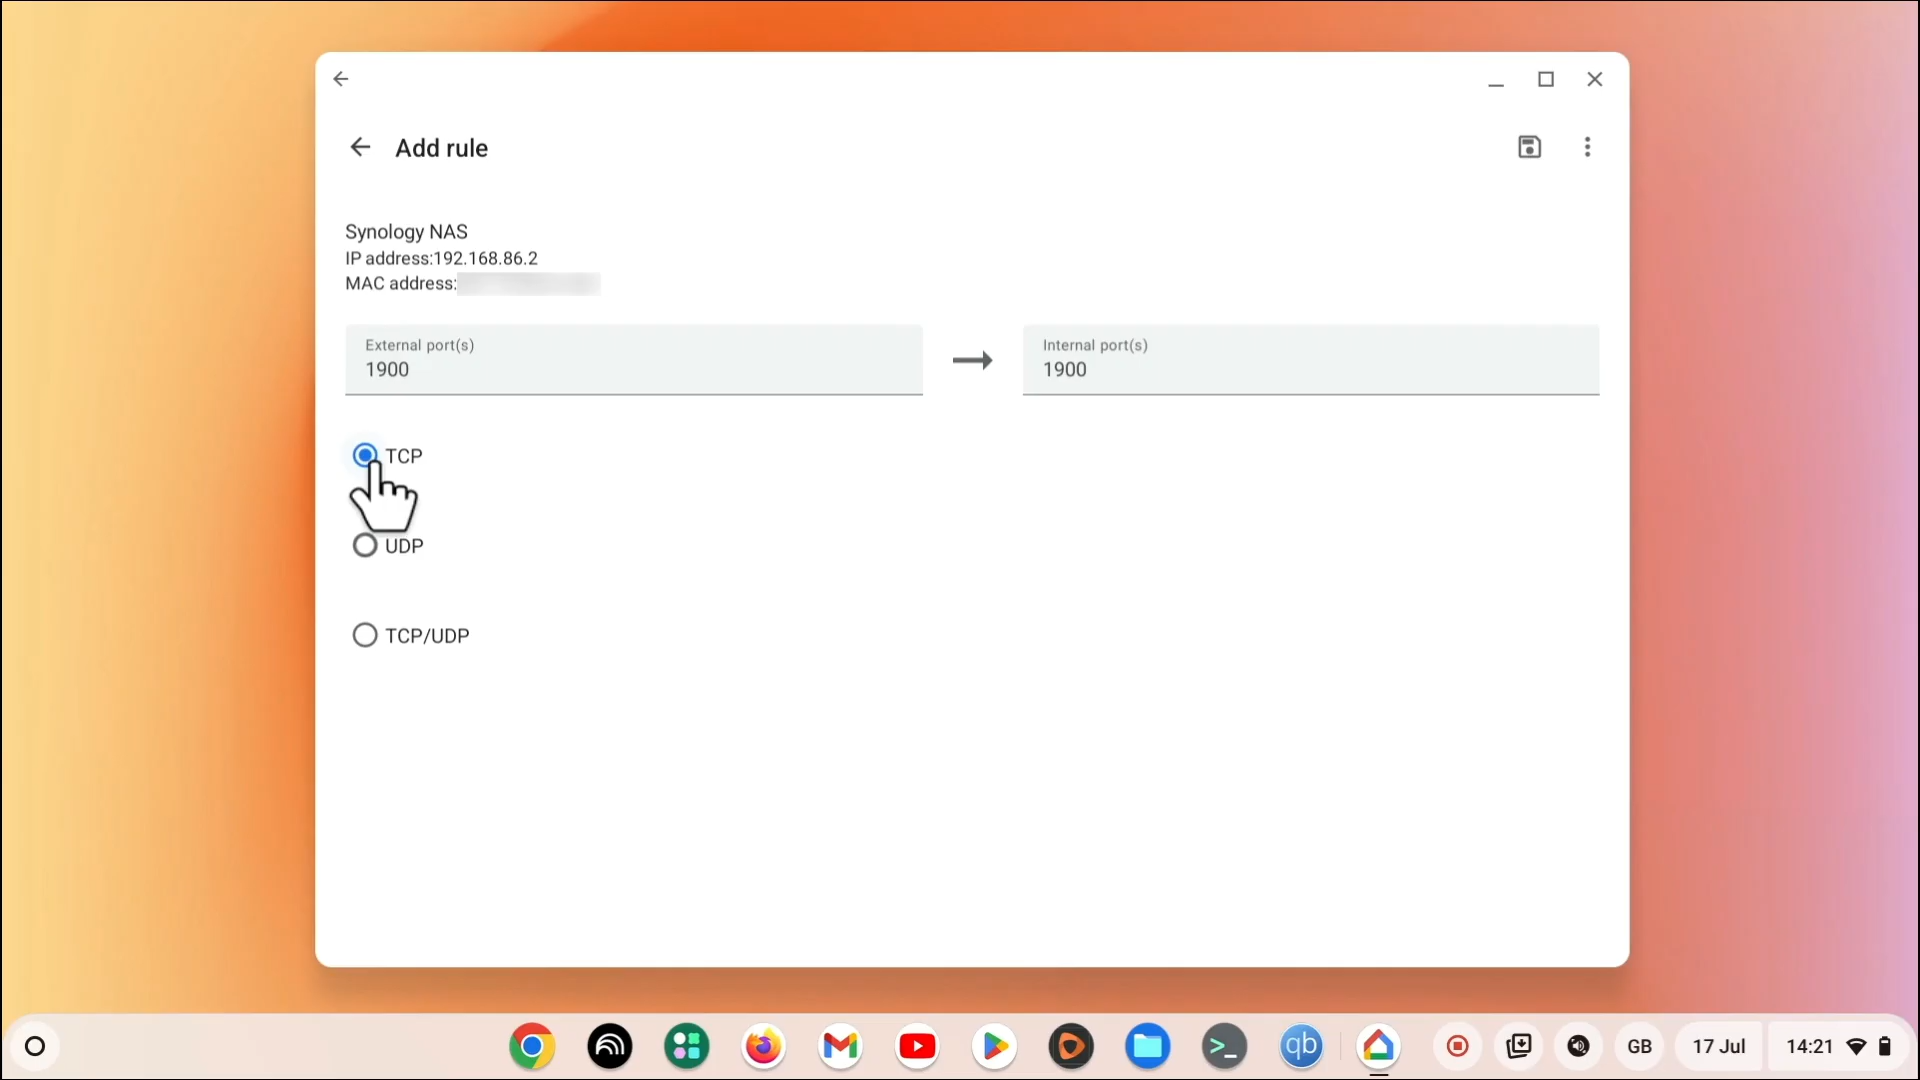 Add rule
Synology NAS
IP address:192.168.86.2
MAC address:
External port(s)
1900
Internal port(s)
1900
TCP
UDP
TCP/UDP
qb
GB
17 Jul
14:21